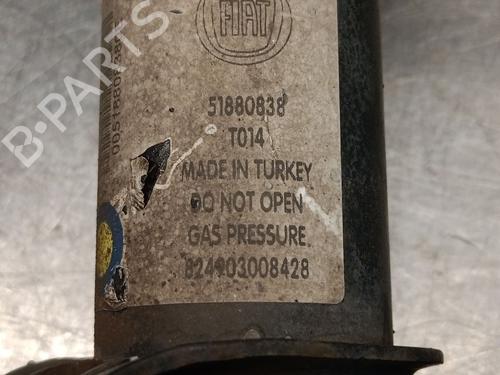 FIAT
51880838
T014
MADE IN TURKEY
DO NOT OPEN
GAS PRESSURE
824903008428
B-PARTS